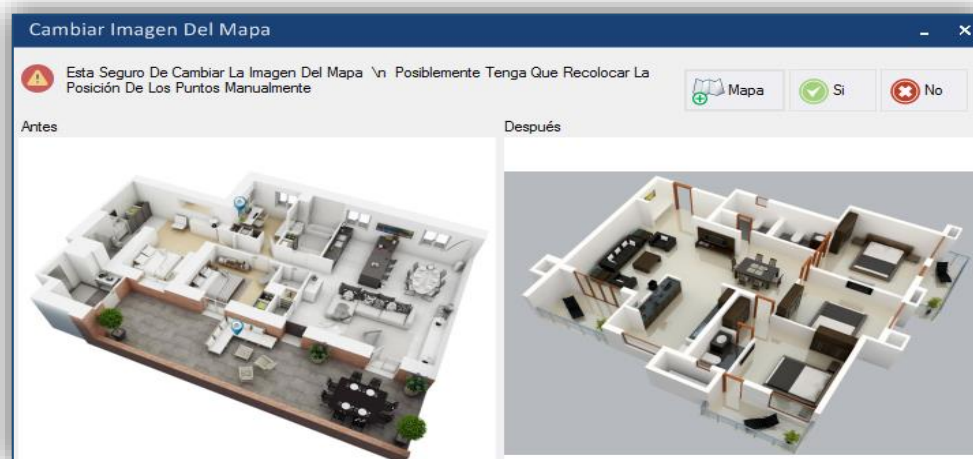 Cambiar Imagen Del Mapa
Esta Seguro De Cambiar La Imagen Del Mapa \n Posiblemente Tenga Que Recolocar La
Posición De Los Puntos Manualmente
Mapa
Si
No
Antes
Después